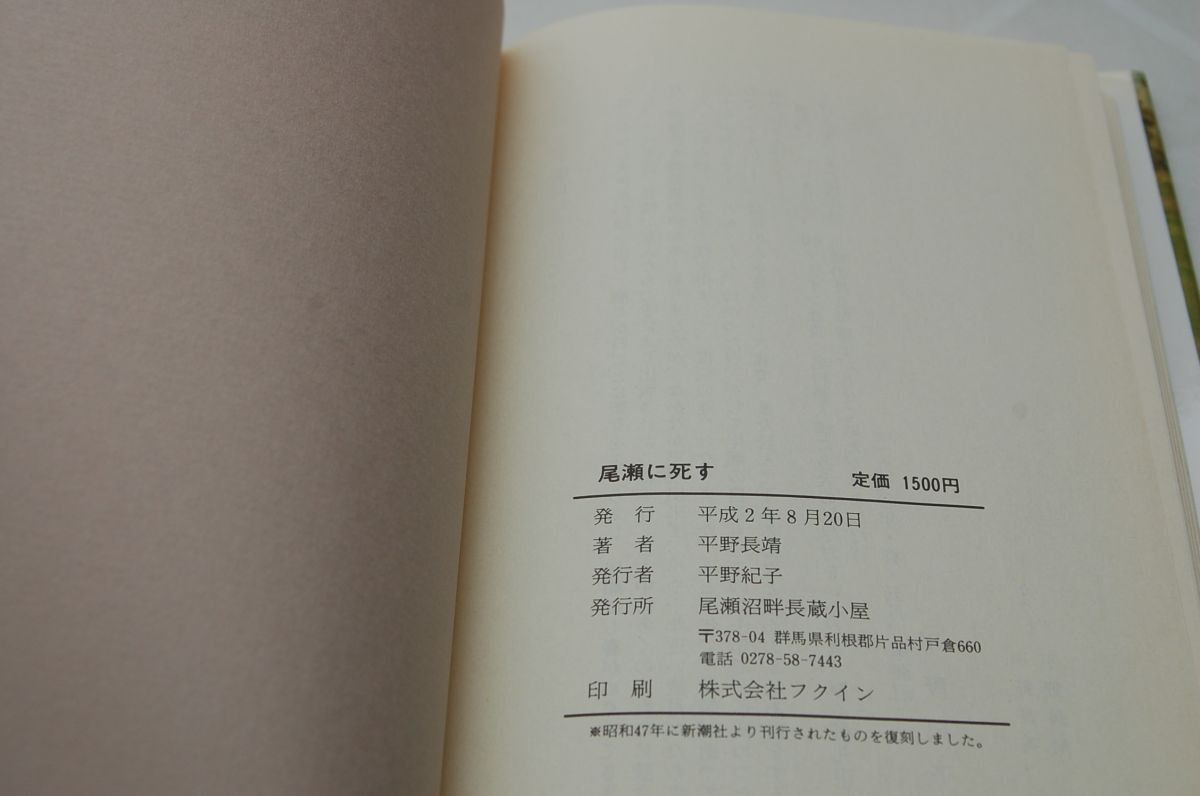 尾瀬に死す 定価 1500円
発行 平成2年8月20日
著者 平野長靖
発行者 平野紀子
発行所 尾瀬沼畔長蔵小屋
〒378-04 群馬県利根郡片品村戸倉660
電話 0278-58-7443
印刷 株式会社フクイン
※昭和47年に新潮社より刊行されたものを復刻しました。